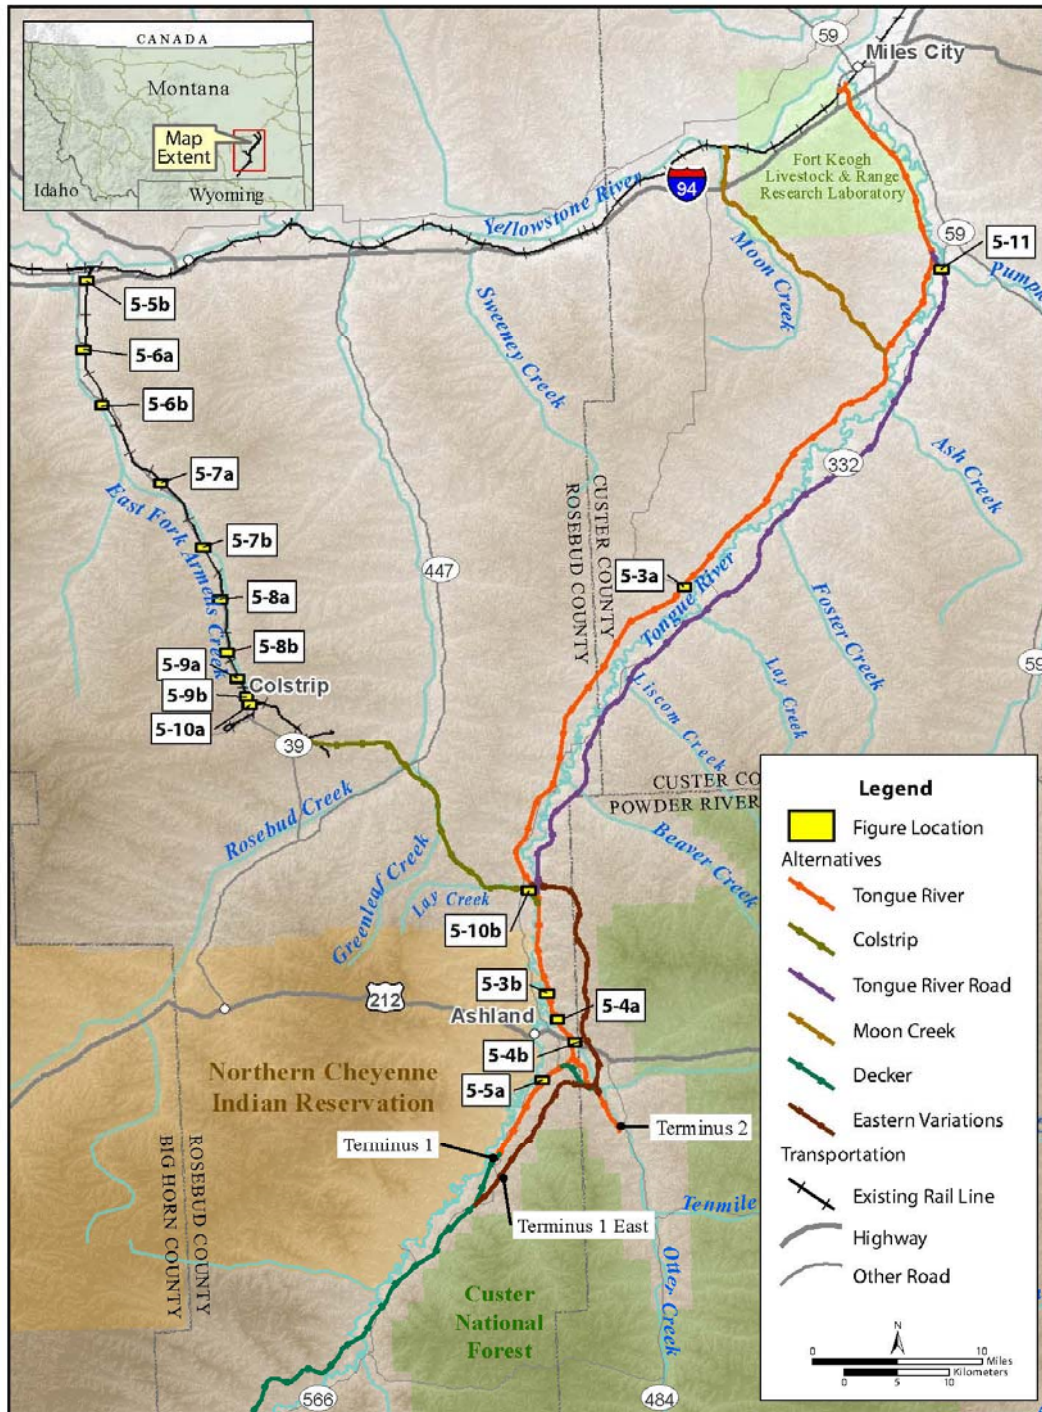 CANADA
Montana
Map
Extent
Idaho
Wyoming
59
Miles City
Fort Keogh
Livestock & Range
Research Laboratory
94
Yellowstone River
59
5-11
Moon Creek
5-5b
Sweeney Creek
5-6a
5-6b
Ash Creek
332
5-7a
East Fork Armells Creek
CUSTER COUNTY
ROSEBUD COUNTY
5-7b
447
5-3a
Tongue River
5-8a
Foster Creek
5-8b
Lay Creek
59
5-9a
Colstrip
Liscom Creek
5-9b
5-10a
39
CUSTER CO
POWDER RIVER
Rosebud Creek
Beaver Creek
Greenleaf Creek
Lay Creek
5-10b
5-3b
212
Ashland
5-4a
5-4b
Northern Cheyenne
Indian Reservation
5-5a
Terminus 1
Terminus 2
ROSEBUD COUNTY
BIG HORN COUNTY
Tenmile
Terminus 1 East
Otter Creek
Custer
National
Forest
566
484
Legend
Figure Location
Alternatives
Tongue River
Colstrip
Tongue River Road
Moon Creek
Decker
Eastern Variations
Transportation
Existing Rail Line
Highway
Other Road
N
0 10
Miles
Kilometers
0 5 10